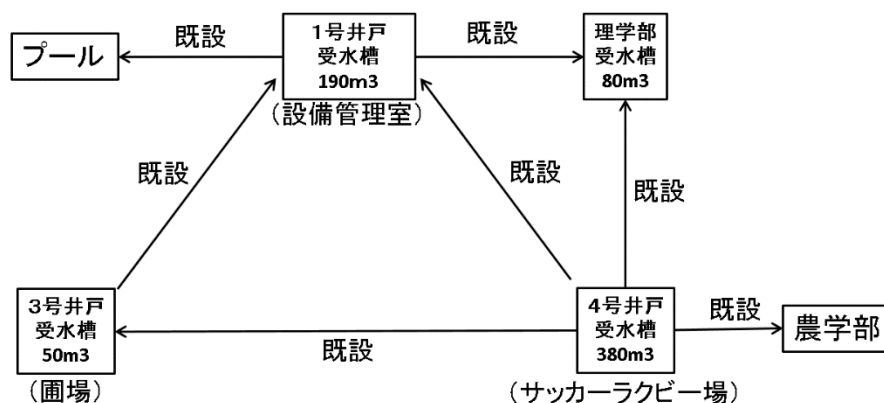 プール
既設
1号井戸
受水槽
190m3
(設備管理室)
既設
理学部
受水槽
80m3
既設
既設
既設
3号井戸
受水槽
50m3
(圃場)
既設
4号井戸
受水槽
380m3
(サッカーラクビー場)
既設
農学部